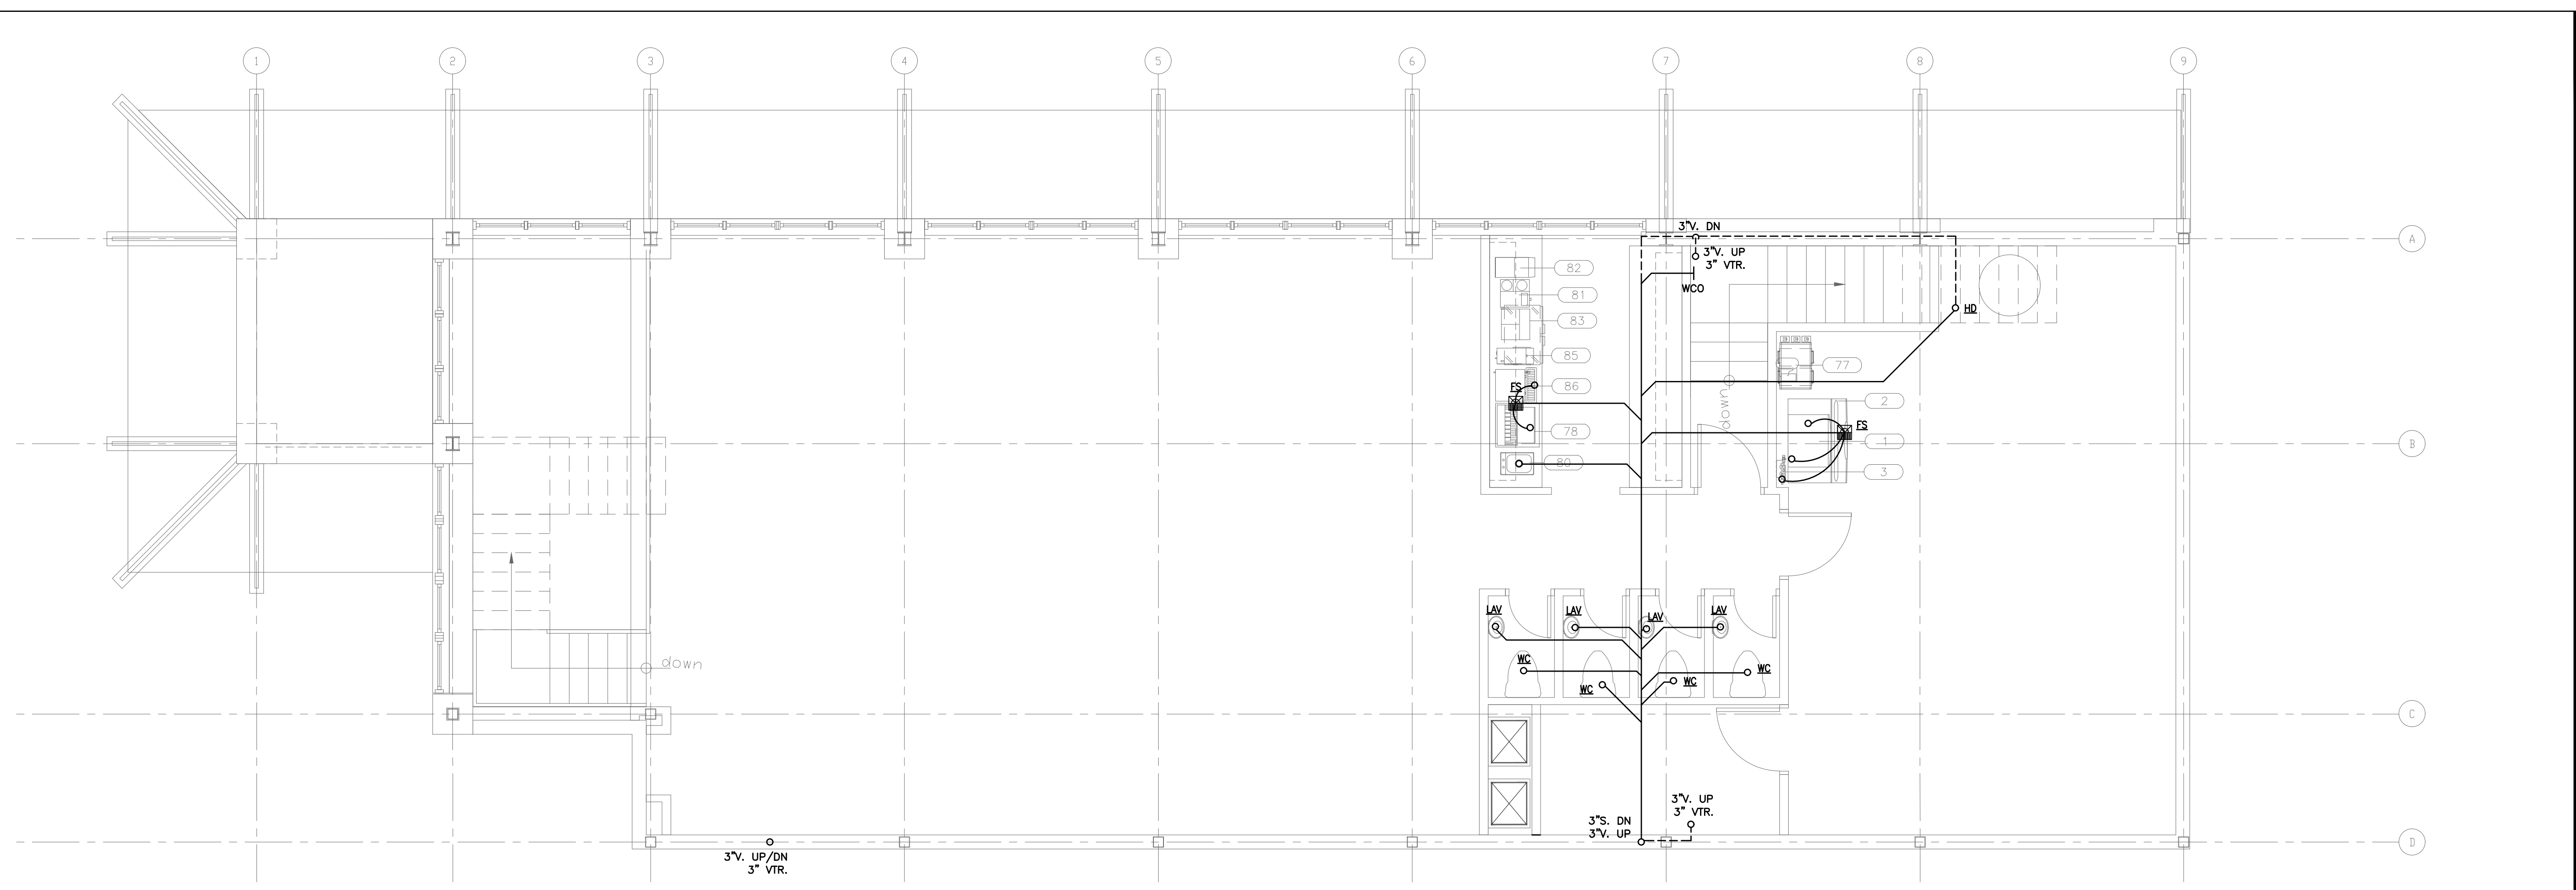 1 2 3 4 5 6 7 8 9
3"V. DN
A
3"V. UP
3" VTR.
82
WCO
81
HD
83
85
77
86
FS
2
down
FS
78
1
B
80
3
LAV LAV LAV LAV
down
WC WC
WC WC
C
3"V. UP
3" VTR.
3"S. DN
3"V. UP
D
3"V. UP/DN
3" VTR.